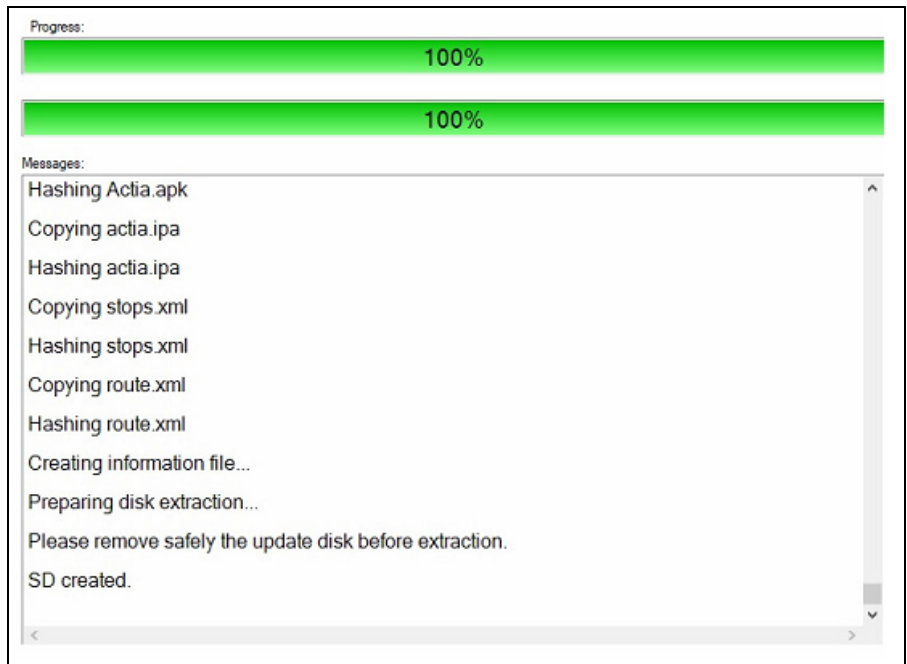 Progress:
100%
100%
Messages:
Hashing Actia.apk
Copying actia.ipa
Hashing actia.ipa
Copying stops.xml
Hashing stops.xml
Copying route.xml
Hashing route.xml
Creating information file...
Preparing disk extraction...
Please remove safely the update disk before extraction.
SD created.